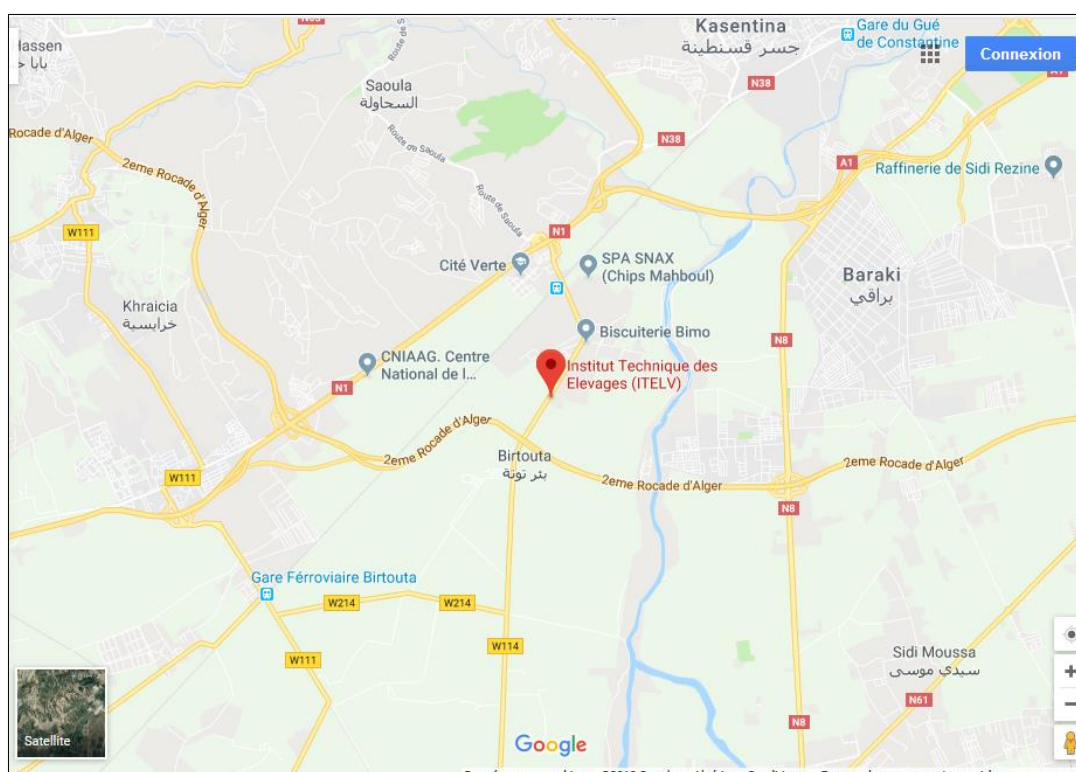 Kasentina
جسر قسنطينة
Gare du Gué
de Constantine
Connexion
Hassen
Saoula
السحاولة
Route de
N38
A1
Rocade d'Alger
2eme Rocade d'Alger
Route de Saoula
N38
A1
Raffinerie de Sidi Rezine
Route de Saoula
W111
N1
Cité Verte
SPA SNAX
(Chips Mahboul)
Baraki
براقي
Khraicia
خرايسية
Biscuiterie Bimo
N8
CNIAAG. Centre
National de l...
Institut Technique des
Elevages (ITELV)
N1
2eme Rocade d'Alger
Birtouta
بئر توتة
2eme Rocade d'Alger
2eme Rocade d'Alger
W111
N8
Gare Férroviaire Birtouta
W214
W214
W114
W111
Sidi Moussa
سيدي موسى
N61
N8
Satellite
Google